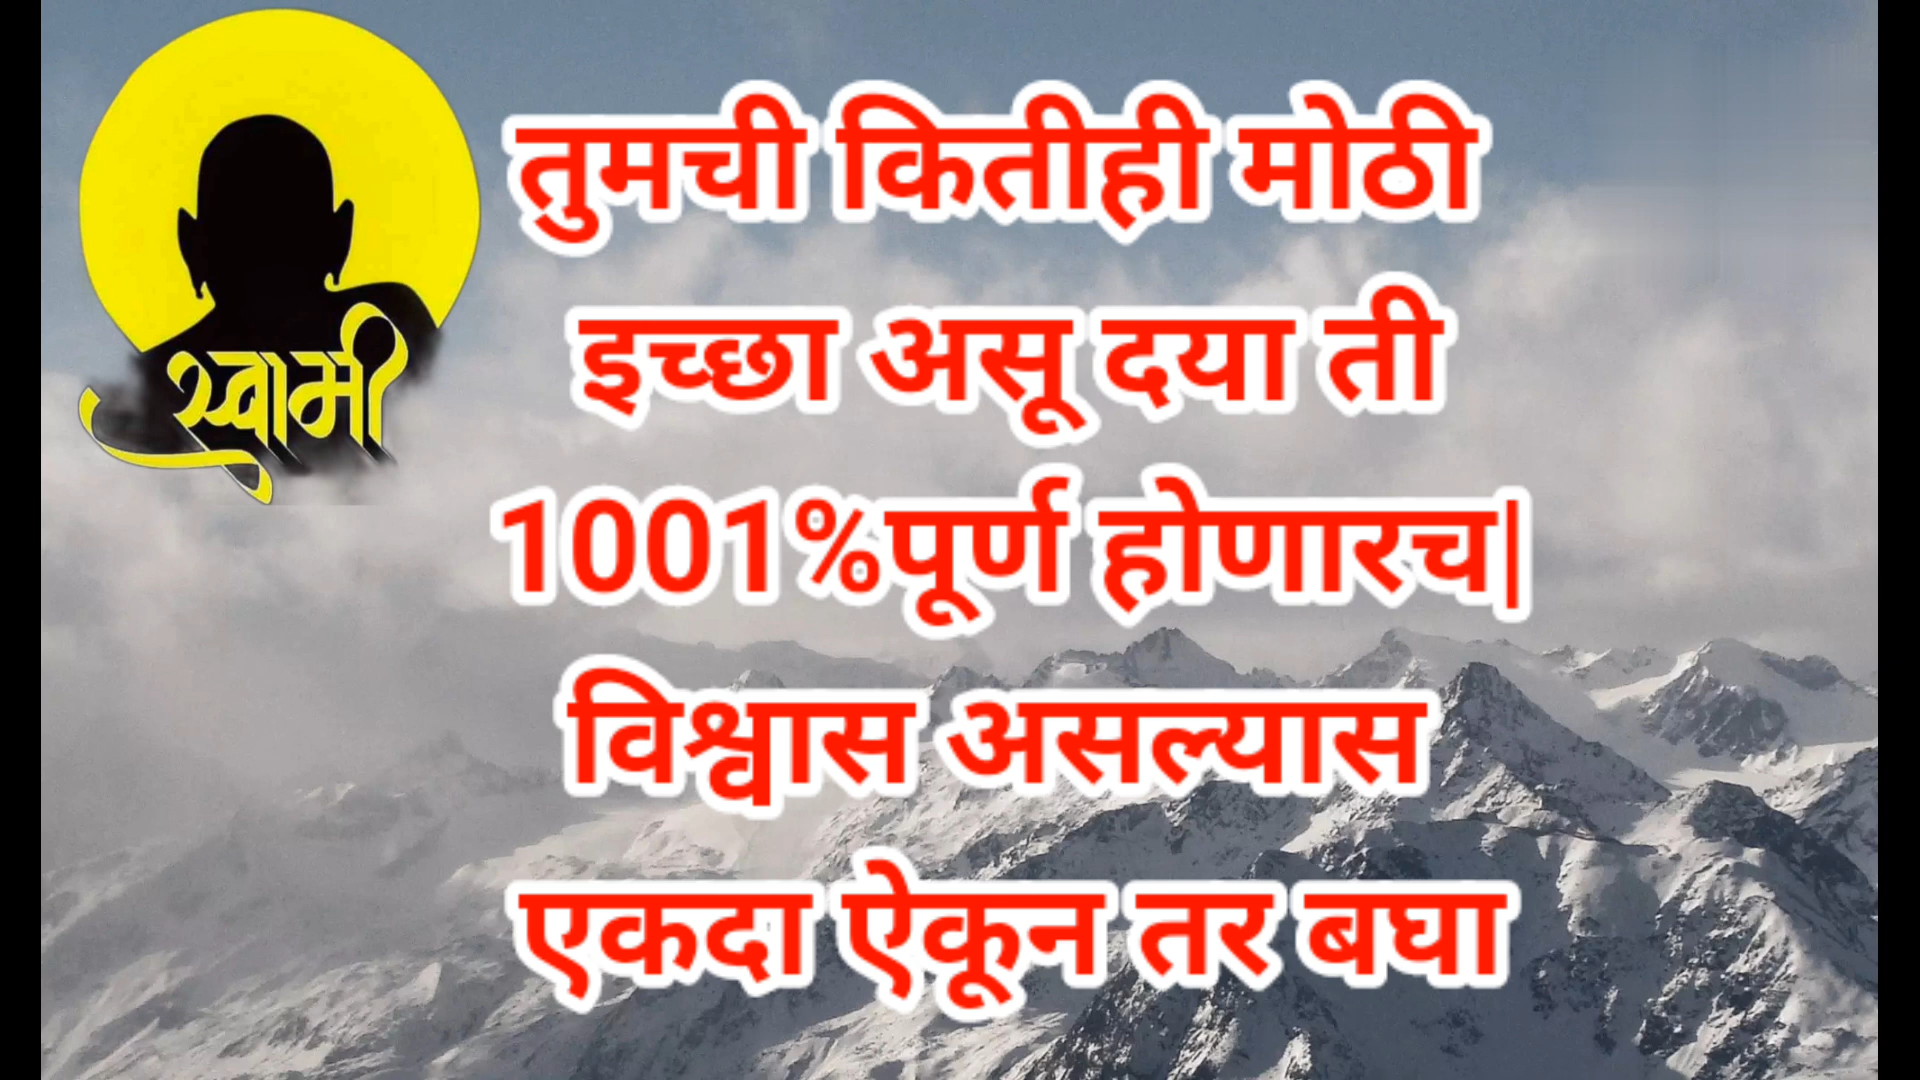 स्वामी
तुमची कितीही मोठी
इच्छा असू दया ती
1001%पूर्ण होणारच|
विश्वास असल्यास
एकदा ऐकून तर बघा